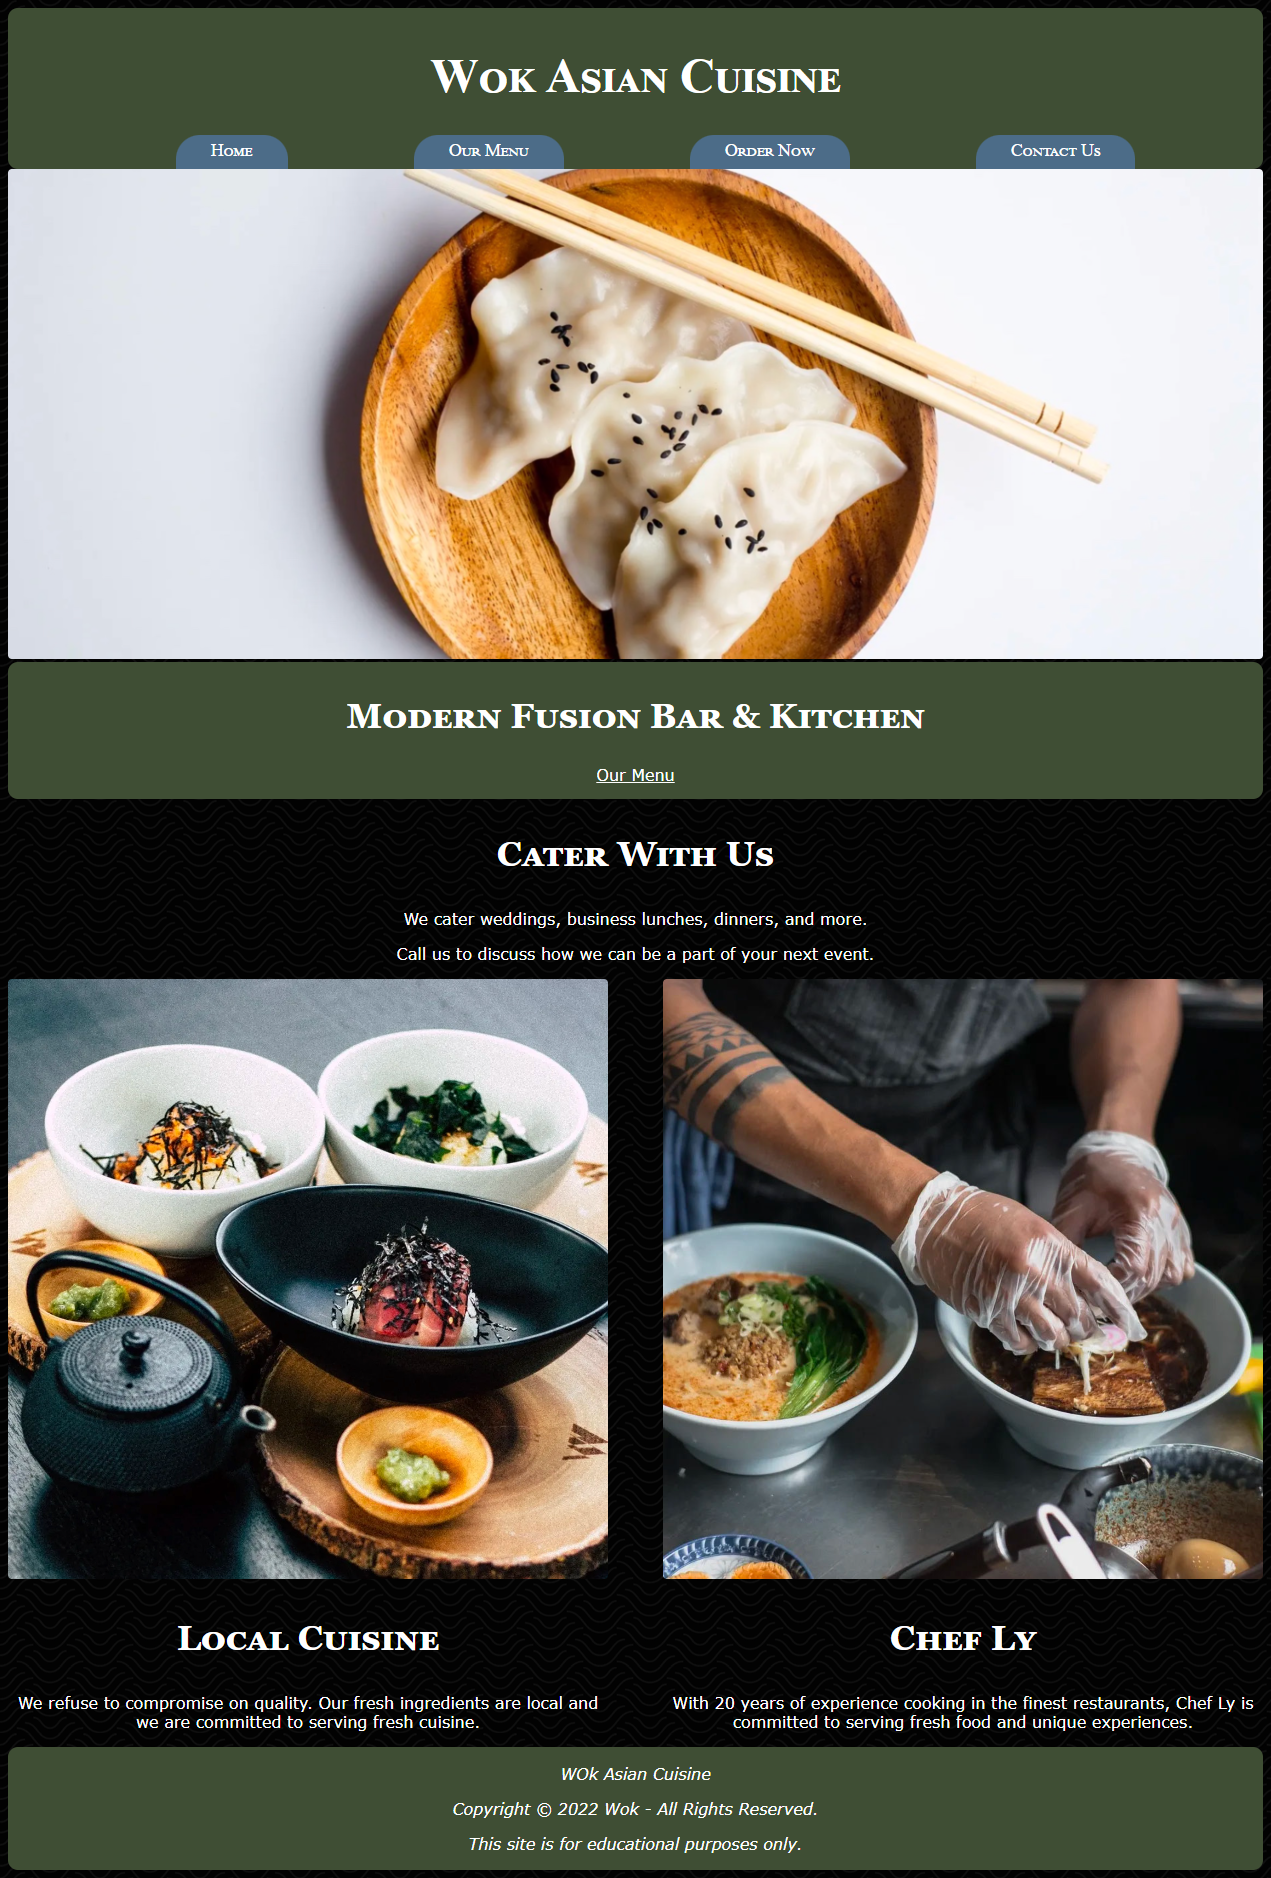 Wok Asian Cuisine
Home Our Menu Order Now Contact Us
Modern Fusion Bar & Kitchen
Our Menu
Cater With Us
We cater weddings, business lunches, dinners, and more.
Call us to discuss how we can be a part of your next event.
Local Cuisine
We refuse to compromise on quality. Our fresh ingredients are local and
we are committed to serving fresh cuisine.
Chef Ly
With 20 years of experience cooking in the finest restaurants, Chef Ly is
committed to serving fresh food and unique experiences.
WOk Asian Cuisine
Copyright © 2022 Wok - All Rights Reserved.
This site is for educational purposes only.